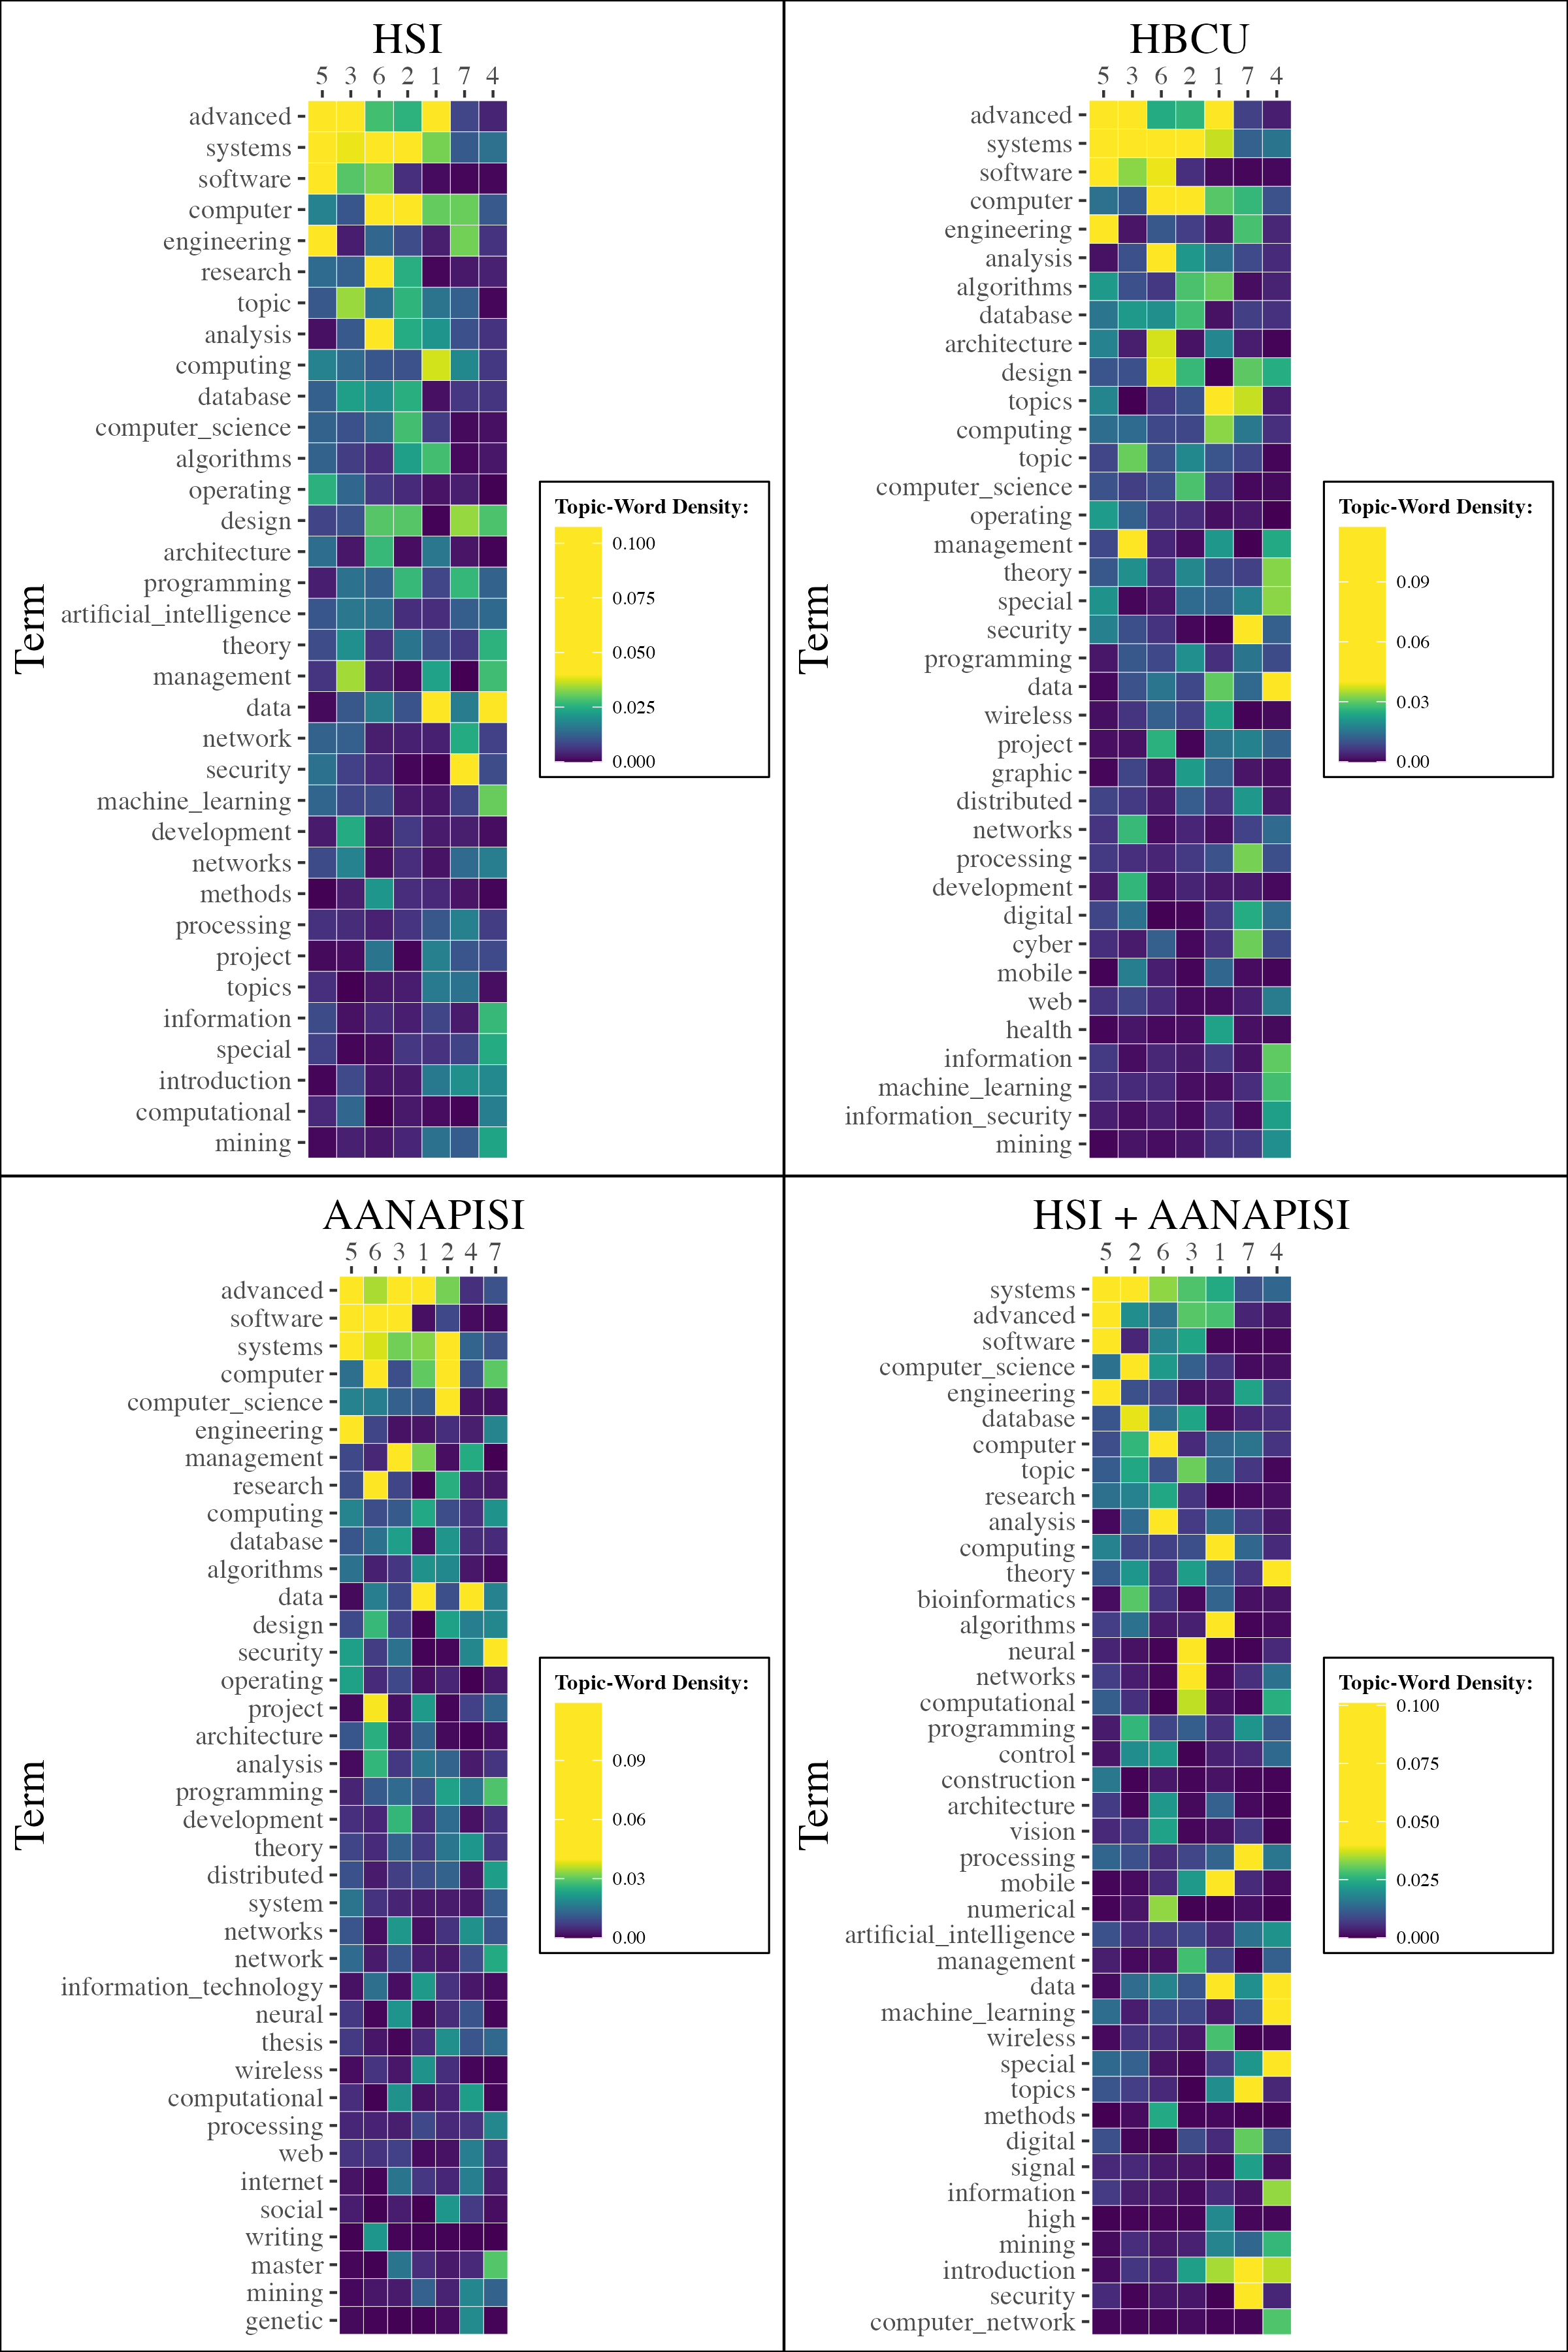 HSI
5 3 6 2 1 7 4
advanced
systems
software
computer
engineering
research
topic
analysis
computing
database
computer_science
algorithms
operating
design
architecture
programming
artificial_intelligence
theory
management
data
network
security
machine_learning
development
networks
methods
processing
project
topics
information
special
introduction
computational
mining
Term
Topic-Word Density:
0.100
0.075
0.050
0.025
0.000
HBCU
5 3 6 2 1 7 4
advanced
systems
software
computer
engineering
analysis
algorithms
database
architecture
design
topics
computing
topic
computer_science
operating
management
theory
special
security
programming
data
wireless
project
graphic
distributed
networks
processing
development
digital
cyber
mobile
web
health
information
machine_learning
information_security
mining
Term
Topic-Word Density:
0.09
0.06
0.03
0.00
AANAPISI
5 6 3 1 2 4 7
advanced
software
systems
computer
computer_science
engineering
management
research
computing
database
algorithms
data
design
security
operating
project
architecture
analysis
programming
development
theory
distributed
system
networks
network
information_technology
neural
thesis
wireless
computational
processing
web
internet
social
writing
master
mining
genetic
Term
Topic-Word Density:
0.09
0.06
0.03
0.00
HSI + AANAPISI
5 2 6 3 1 7 4
systems
advanced
software
computer_science
engineering
database
computer
topic
research
analysis
computing
theory
bioinformatics
algorithms
neural
networks
computational
programming
control
construction
architecture
vision
processing
mobile
numerical
artificial_intelligence
management
data
machine_learning
wireless
special
topics
methods
digital
signal
information
high
mining
introduction
security
computer_network
Term
Topic-Word Density:
0.100
0.075
0.050
0.025
0.000